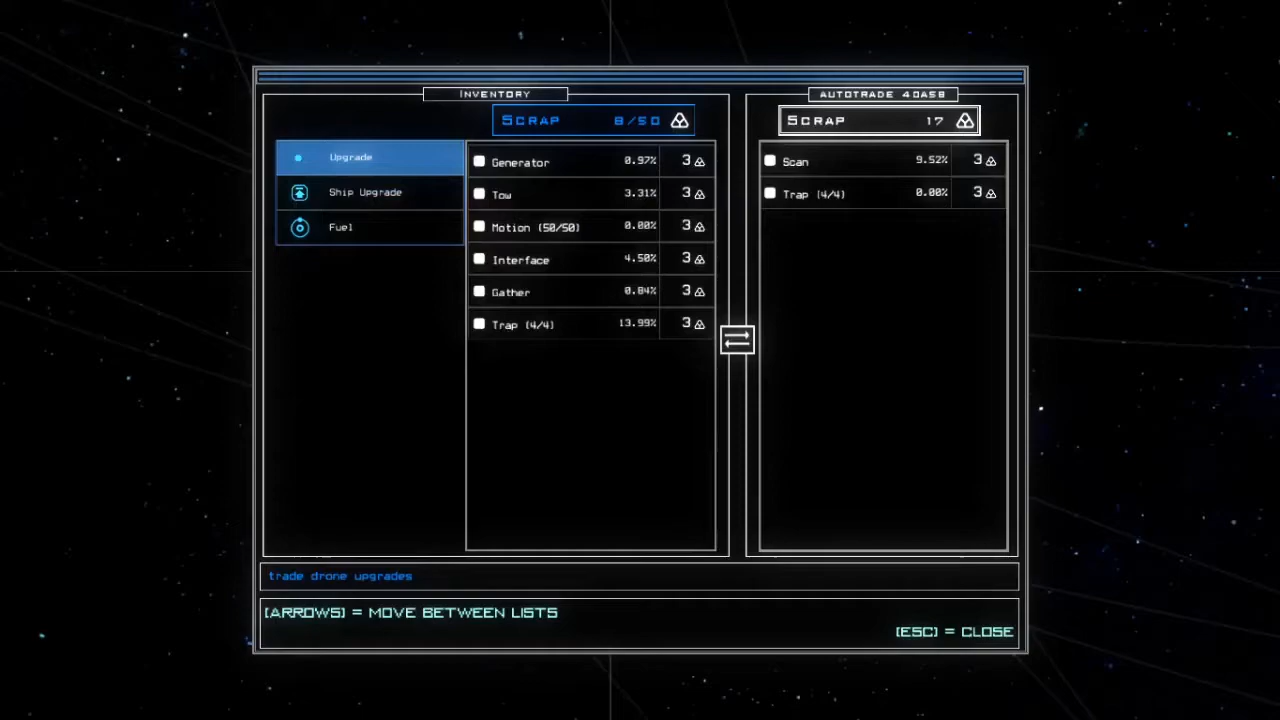 INVENTORY
SCRAP 8/50
Upgrade
Ship Upgrade
Fuel
Generator 0.97% 3
Tow 3.31% 3
Motion (50/50) 0.00% 3
Interface 4.50% 3
Gather 0.84% 3
Trap (4/4) 13.99% 3
AUTOTRADE 40A5B
SCRAP 17
Scan 9.52% 3
Trap (4/4) 0.00% 3
trade drone upgrades
[ARROWS] = MOVE BETWEEN LISTS
[ESC] = CLOSE